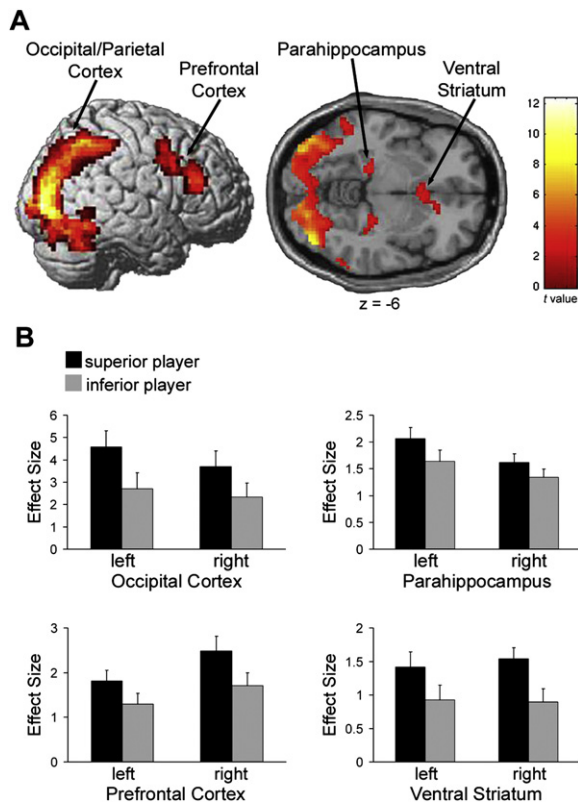 A
Occipital/Parietal
Cortex
Prefrontal
Cortex
Parahippocampus
Ventral
Striatum
12
10
8
6
4
2
0
t value
z = -6
B
superior player
inferior player
Effect Size
6
5
4
3
2
1
0
left right
Occipital Cortex
Effect Size
2.5
2
1.5
1
0.5
0
left right
Parahippocampus
Effect Size
3
2
1
0
left right
Prefrontal Cortex
Effect Size
2
1.5
1
0.5
0
left right
Ventral Striatum